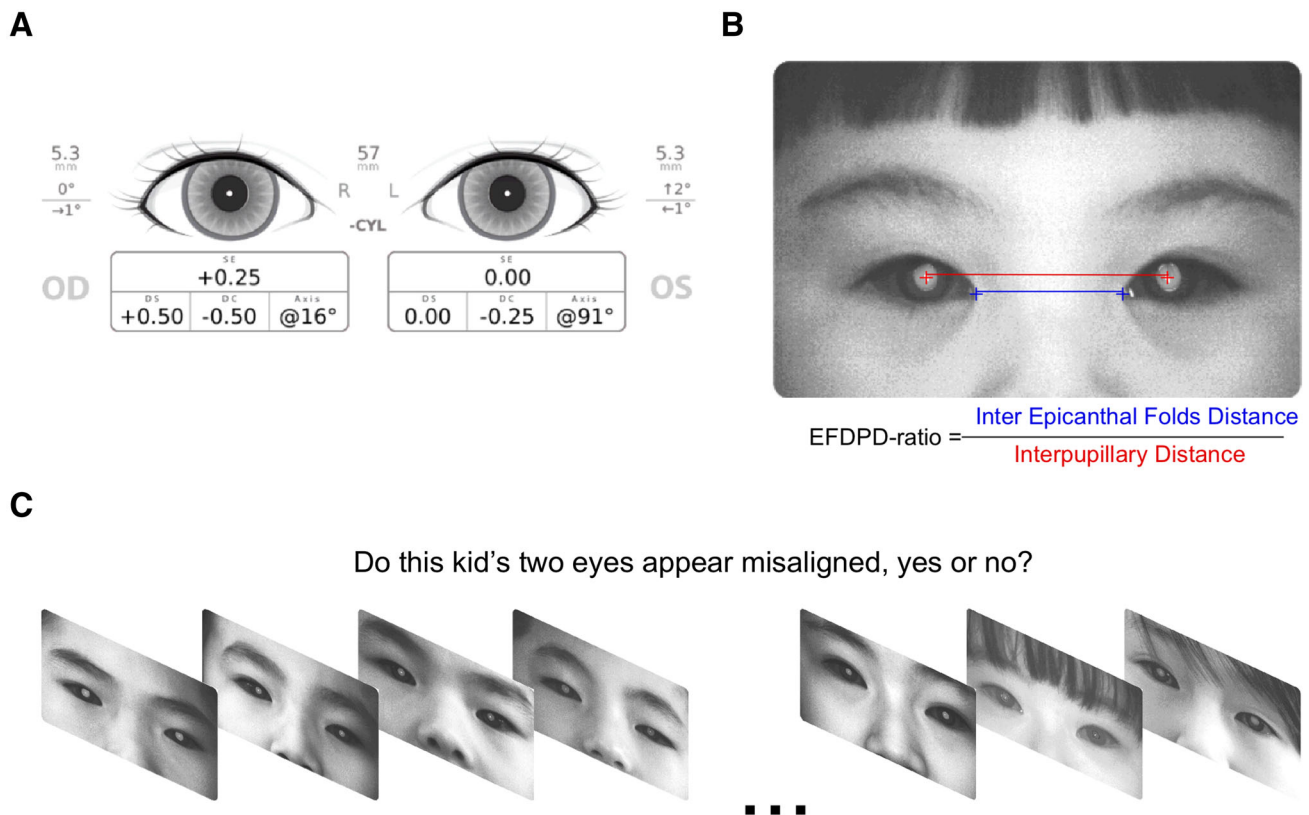 A
5.3
mm
0°
→1°
57
mm
R L
-CYL
5.3
mm
↑2°
←1°
OD
SE
+0.25
DS DC Axis
+0.50 -0.50 @16°
SE
0.00
DS DC Axis
0.00 -0.25 @91°
OS
B
EFDPD-ratio =
Inter Epicanthal Folds Distance
Interpupillary Distance
C
Do this kid’s two eyes appear misaligned, yes or no?
...